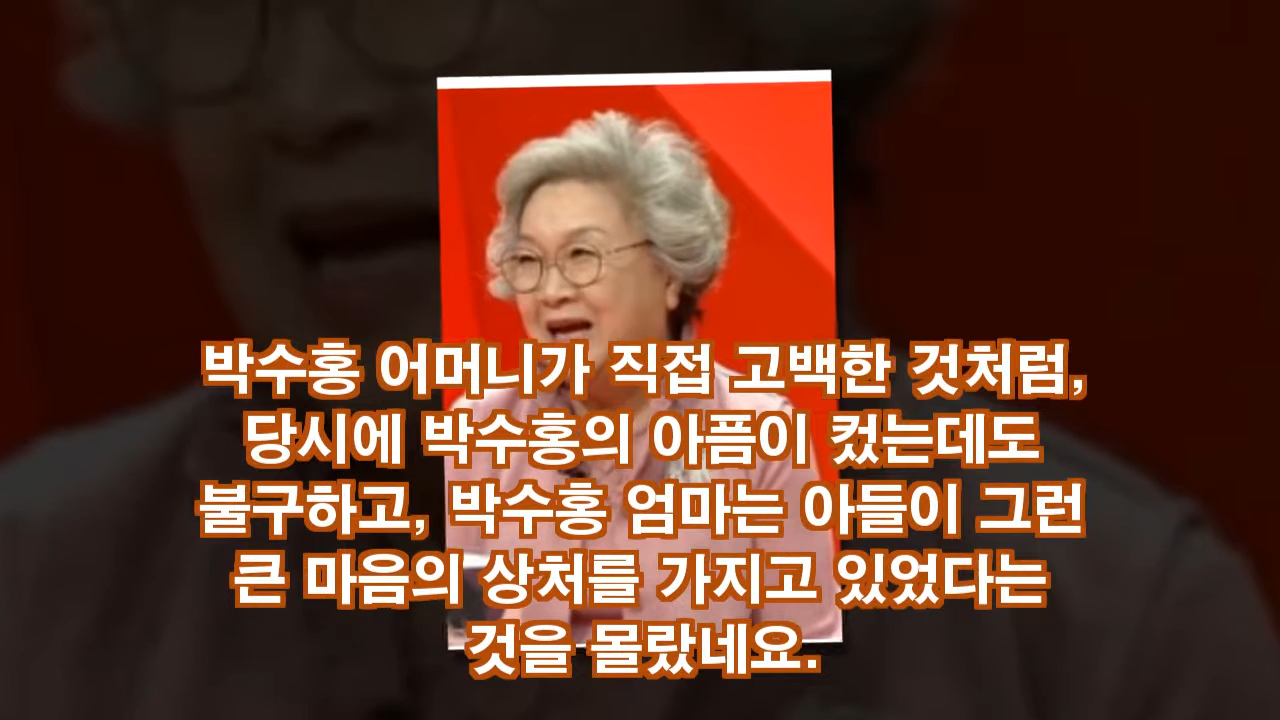 박수홍 어머니가 직접 고백한 것처럼,
당시에 박수홍의 아픔이 컸는데도
불구하고, 박수홍 엄마는 아들이 그런
큰 마음의 상처를 가지고 있었다는
것을 몰랐네요.